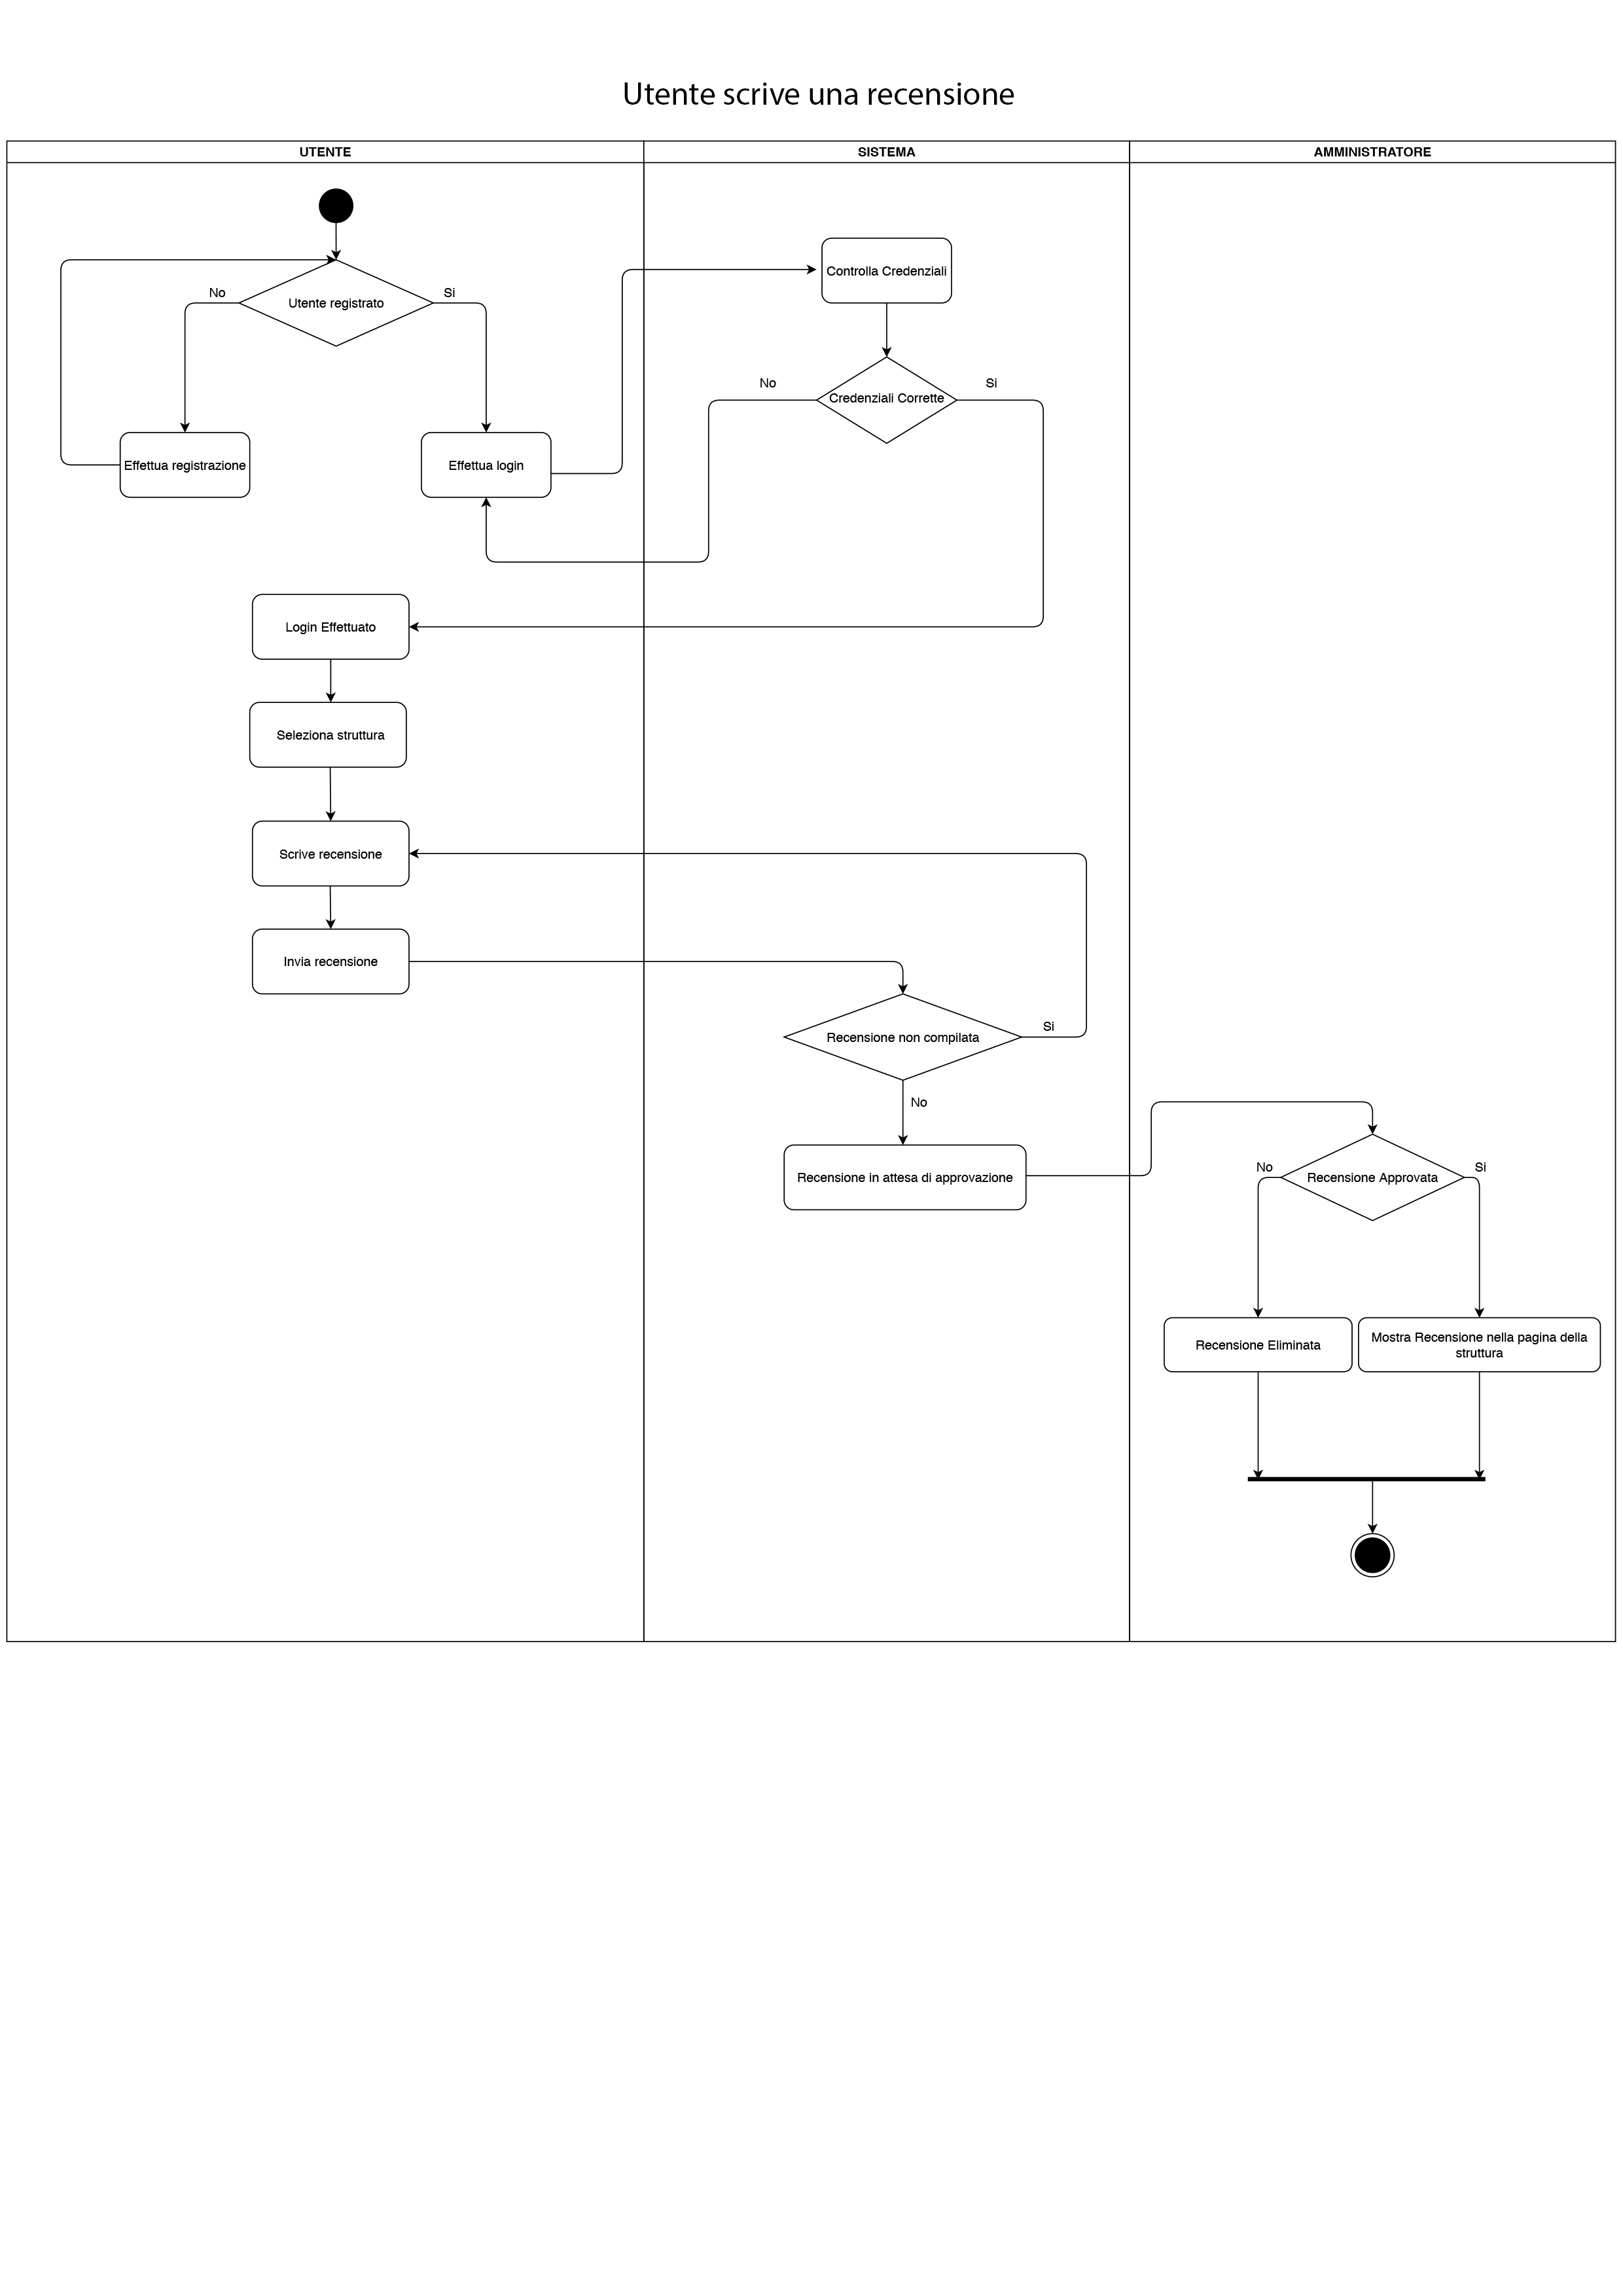 Utente scrive una recensione
UTENTE
SISTEMA
AMMINISTRATORE
Utente registrato
No
Si
Effettua registrazione
Effettua login
Controlla Credenziali
Credenziali Corrette
No
Si
Login Effettuato
Seleziona struttura
Scrive recensione
Invia recensione
Recensione non compilata
Si
No
Recensione in attesa di approvazione
Recensione Approvata
No
Si
Recensione Eliminata
Mostra Recensione nella pagina della
struttura